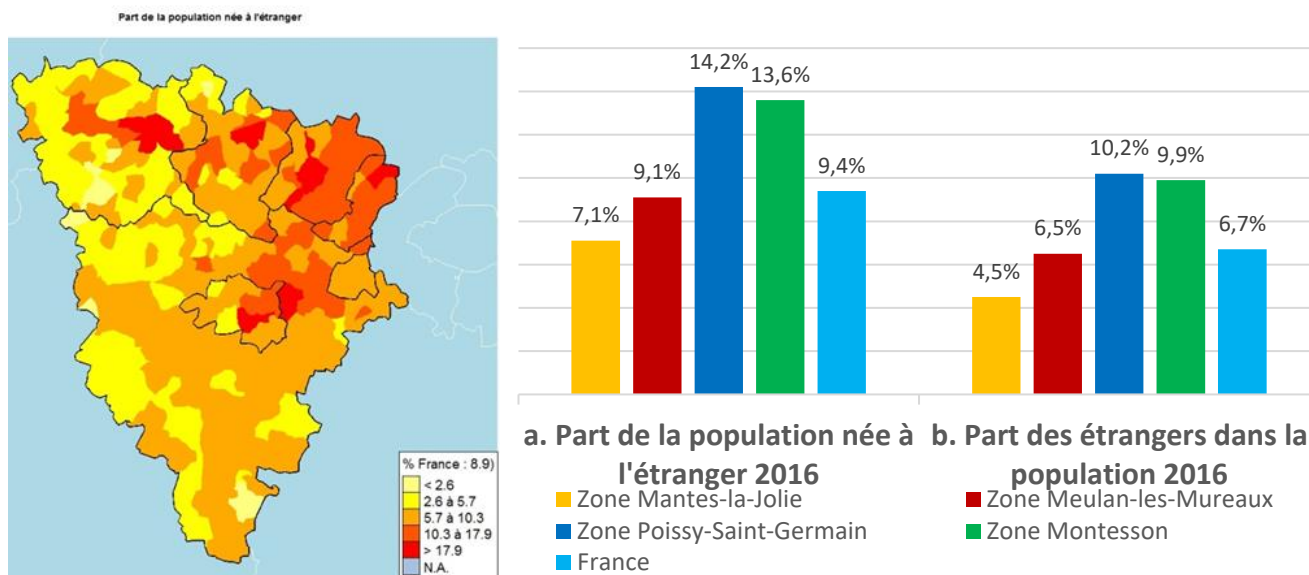 Part de la population née à l'étranger
% France : 8.9)
< 2.6
2.6 à 5.7
5.7 à 10.3
10.3 à 17.9
> 17.9
N.A.
7,1%
9,1%
14,2%
13,6%
9,4%
4,5%
6,5%
10,2%
9,9%
6,7%
a. Part de la population née à
l'étranger 2016
b. Part des étrangers dans la
population 2016
Zone Mantes-la-Jolie
Zone Meulan-les-Mureaux
Zone Poissy-Saint-Germain
Zone Montesson
France